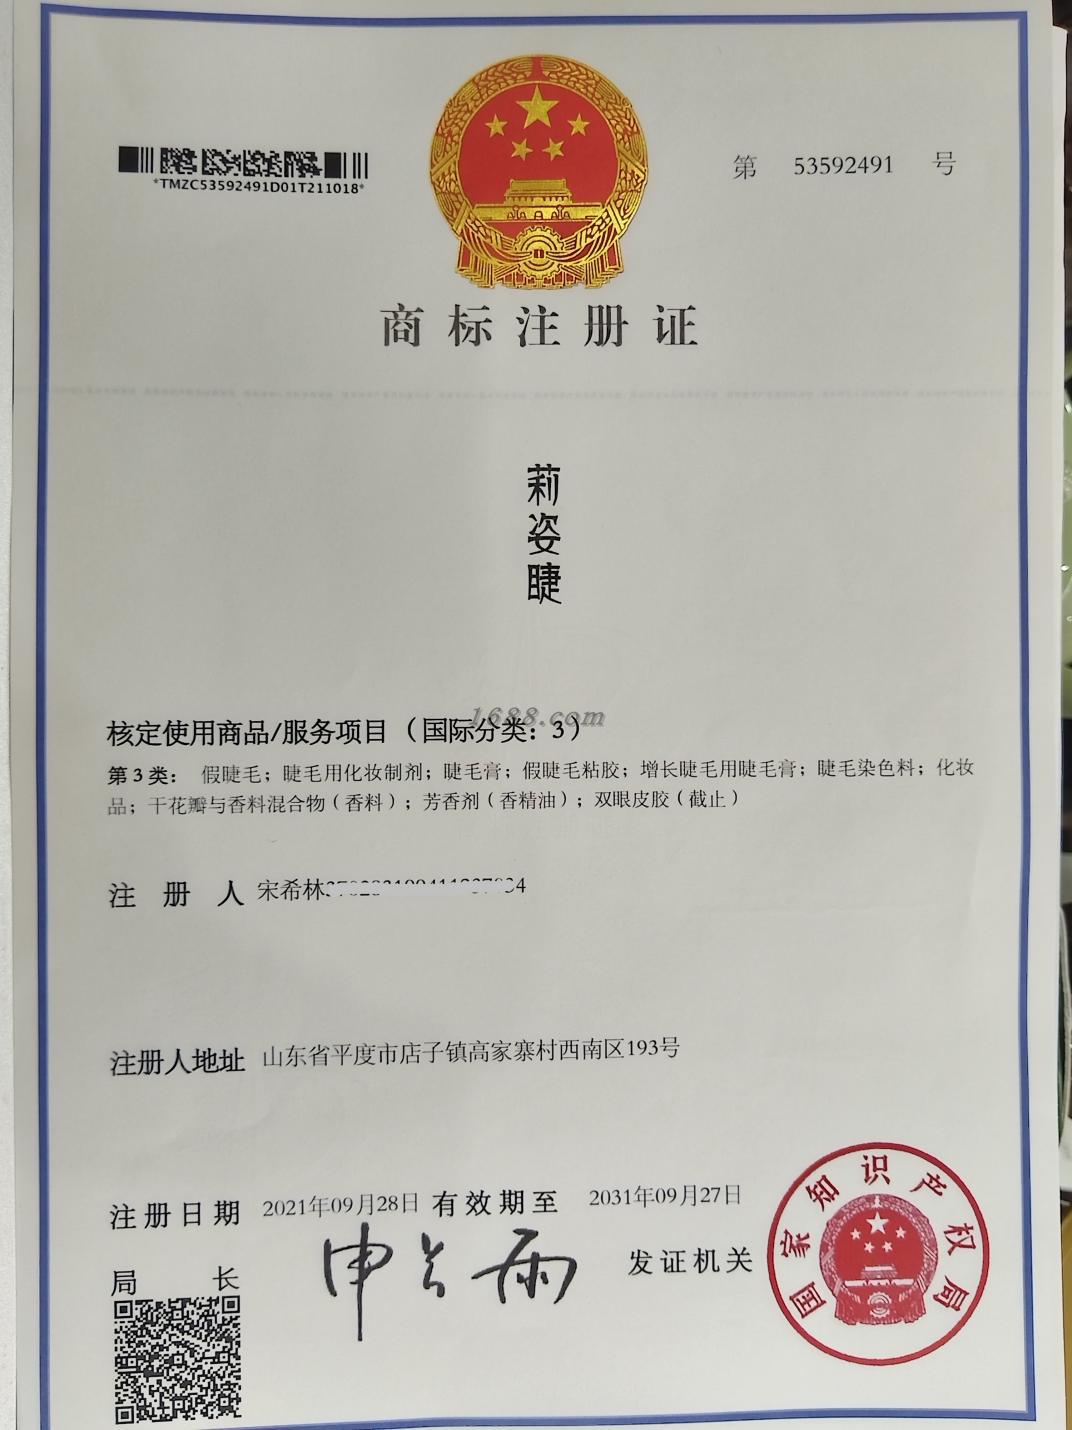 *TMZC53592491D01T211018*
第 53592491 号
商标注册证
莉姿睫
1688.com
核定使用商品/服务项目（国际分类：3）
第3类：假睫毛；睫毛用化妆制剂；睫毛膏；假睫毛粘胶；增长睫毛用睫毛膏；睫毛染色料；化妆
品；干花瓣与香料混合物（香料）；芳香剂（香精油）；双眼皮胶（截止）
注册人 宋希林
注册人地址 山东省平度市店子镇高家寨村西南区193号
注册日期 2021年09月28日 有效期至 2031年09月27日
局长 申长雨 发证机关
国家知识产权局